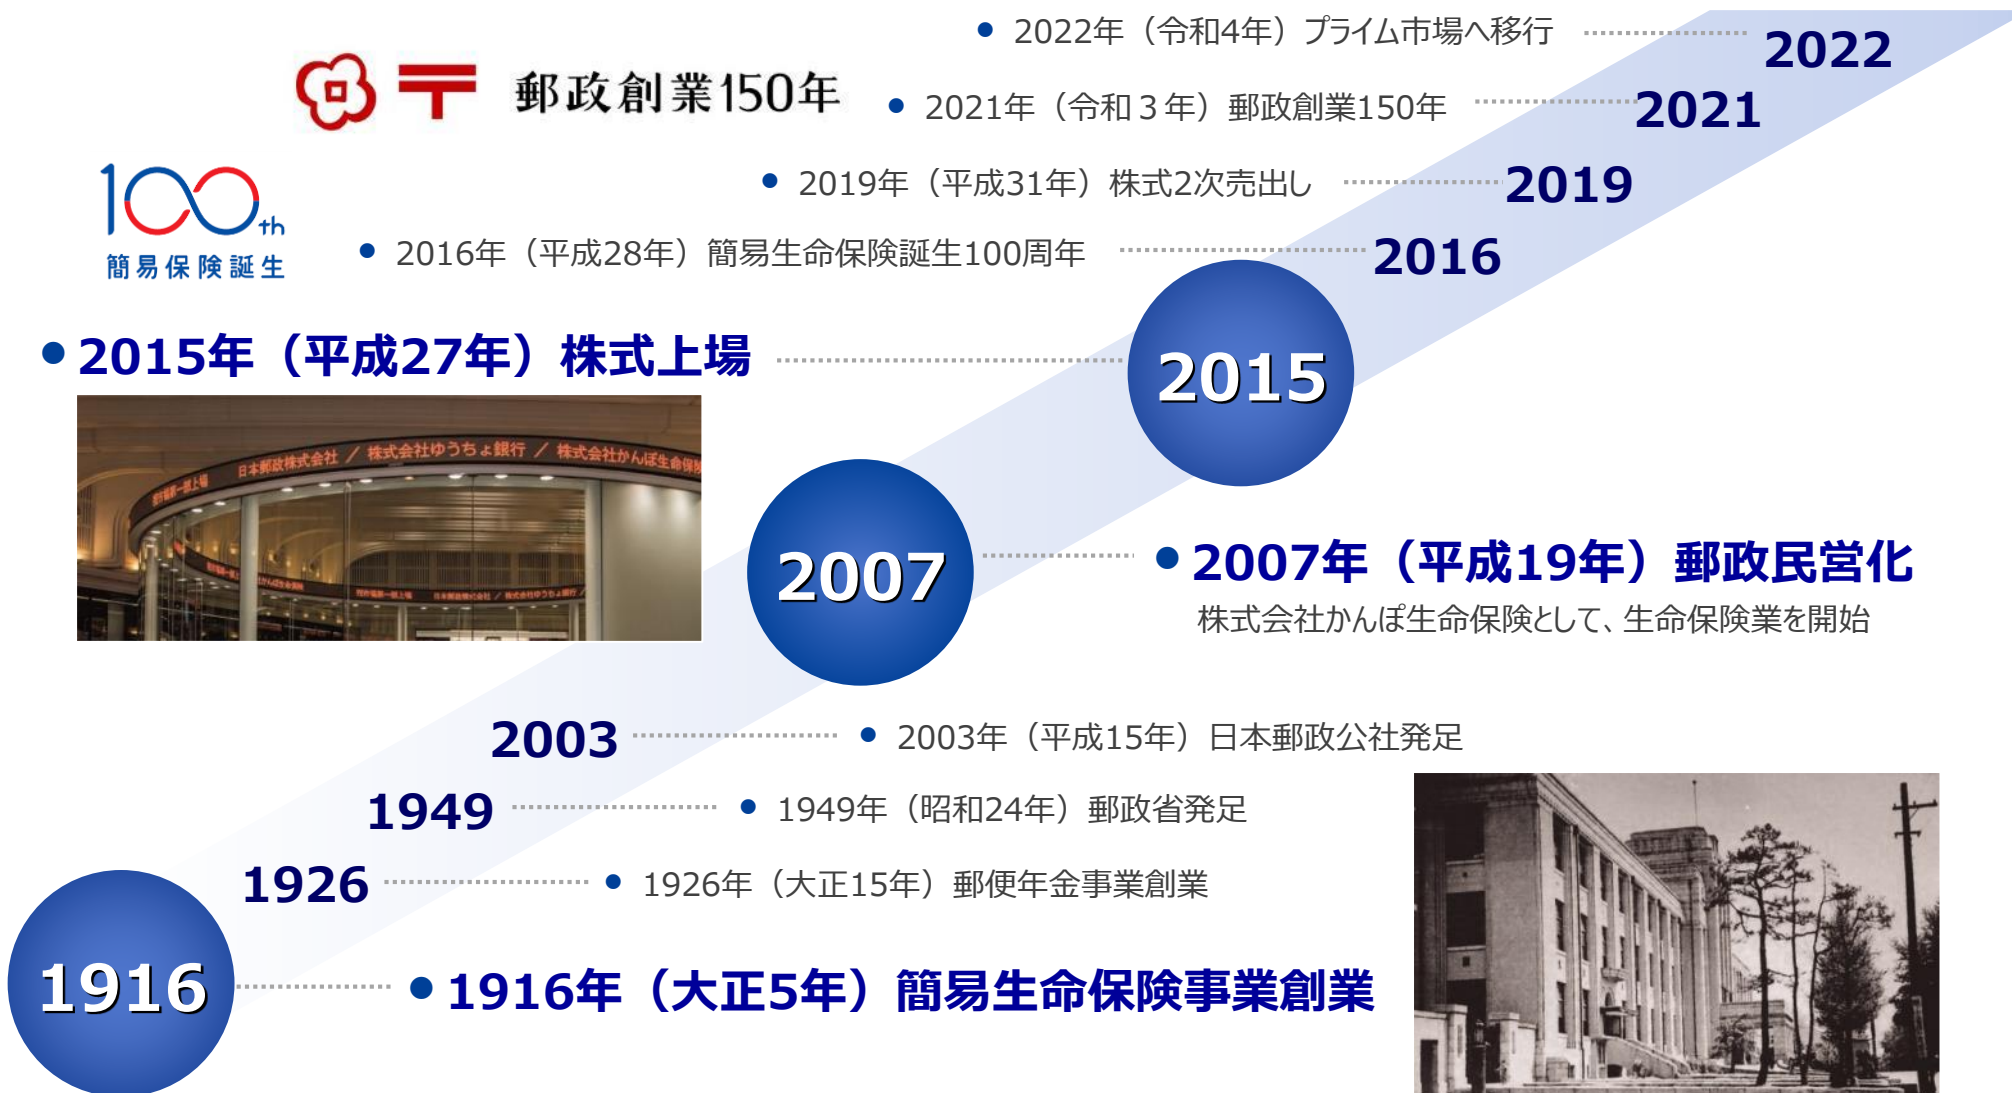 2022年（令和4年）プライム市場へ移行
2022
郵政創業150年
2021年（令和３年）郵政創業150年
2021
2019年（平成31年）株式2次売出し
2019
100th
簡易保険誕生
2016年（平成28年）簡易生命保険誕生100周年
2016
2015年（平成27年）株式上場
2015
日本郵政株式会社 ／ 株式会社ゆうちょ銀行 ／ 株式会社かんぽ生命保険
2007
2007年（平成19年）郵政民営化
株式会社かんぽ生命保険として、生命保険業を開始
2003
2003年（平成15年）日本郵政公社発足
1949
1949年（昭和24年）郵政省発足
1926
1926年（大正15年）郵便年金事業創業
1916
1916年（大正5年）簡易生命保険事業創業